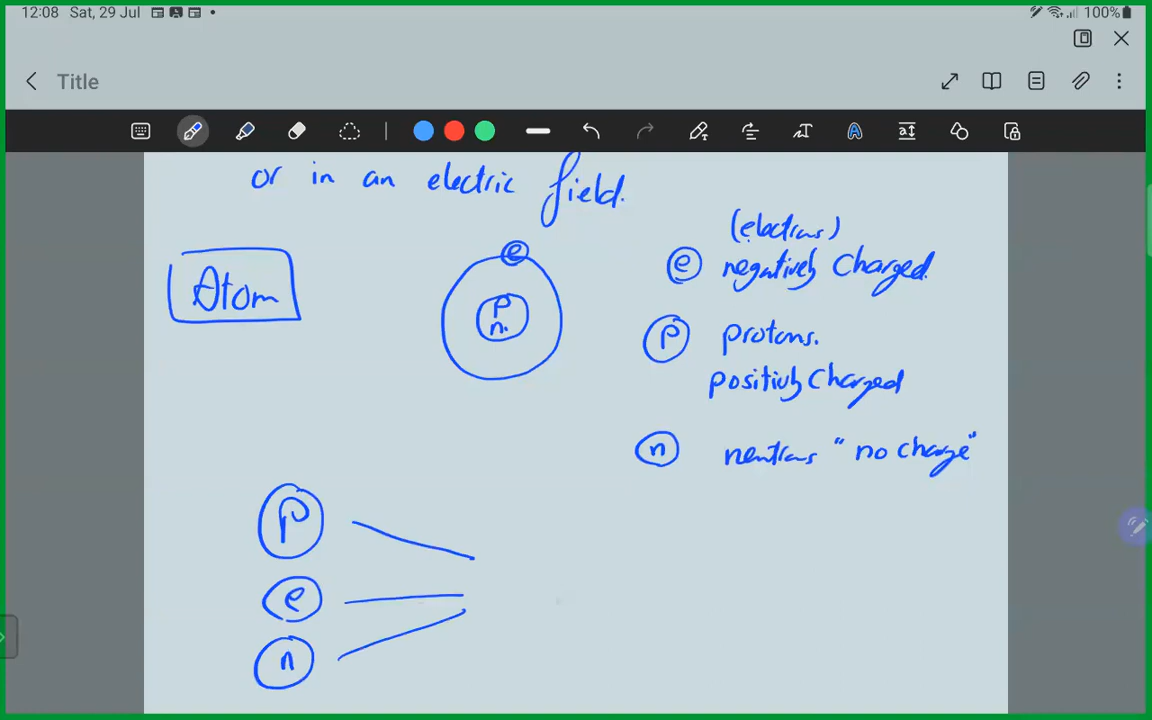 12:08 Sat, 29 Jul 100%
Title
or in an electric field.
(electrons)
e negatively Charged.
Atom
e
p
n.
P protons.
positively Charged
n neutrons "no charge"
P
e
n